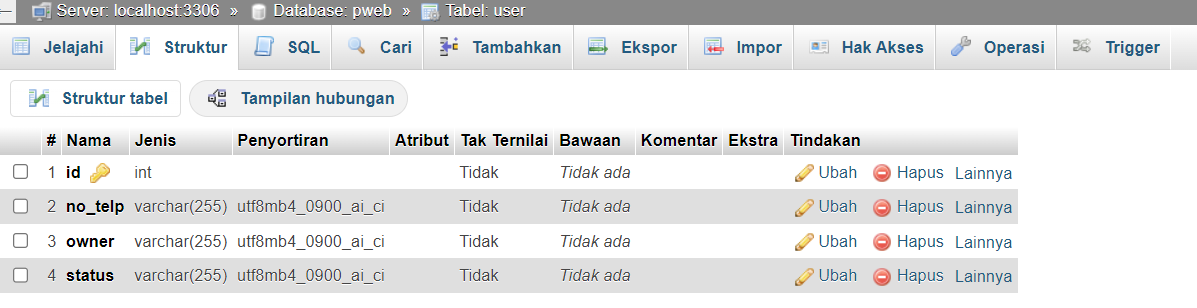 Server: localhost:3306 » Database: pweb » Tabel: user
Jelajahi Struktur SQL Cari Tambahkan Ekspor Impor Hak Akses Operasi Trigger
Struktur tabel Tampilan hubungan
# Nama Jenis Penyortiran Atribut Tak Ternilai Bawaan Komentar Ekstra Tindakan
1 id int Tidak Tidak ada Ubah Hapus Lainnya
2 no_telp varchar(255) utf8mb4_0900_ai_ci Tidak Tidak ada Ubah Hapus Lainnya
3 owner varchar(255) utf8mb4_0900_ai_ci Tidak Tidak ada Ubah Hapus Lainnya
4 status varchar(255) utf8mb4_0900_ai_ci Tidak Tidak ada Ubah Hapus Lainnya